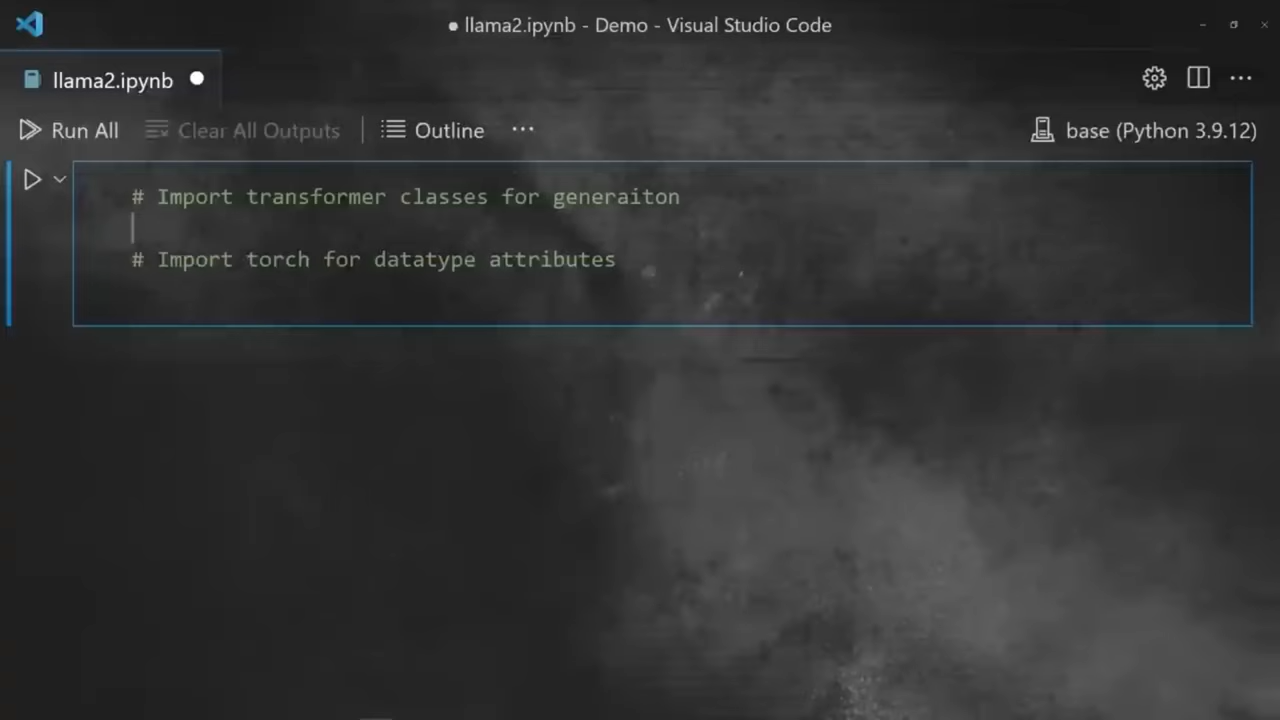 ● llama2.ipynb - Demo - Visual Studio Code
llama2.ipynb ●
Run All Clear All Outputs Outline ··· base (Python 3.9.12)
# Import transformer classes for generaiton
# Import torch for datatype attributes